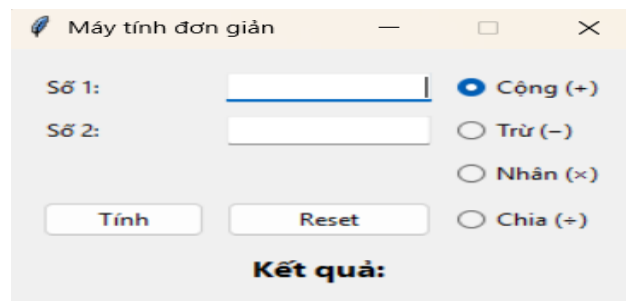 Máy tính đơn giản
Số 1: Cộng (+)
Số 2: Trừ (−)
Nhân (×)
Tính Reset Chia (÷)
Kết quả: